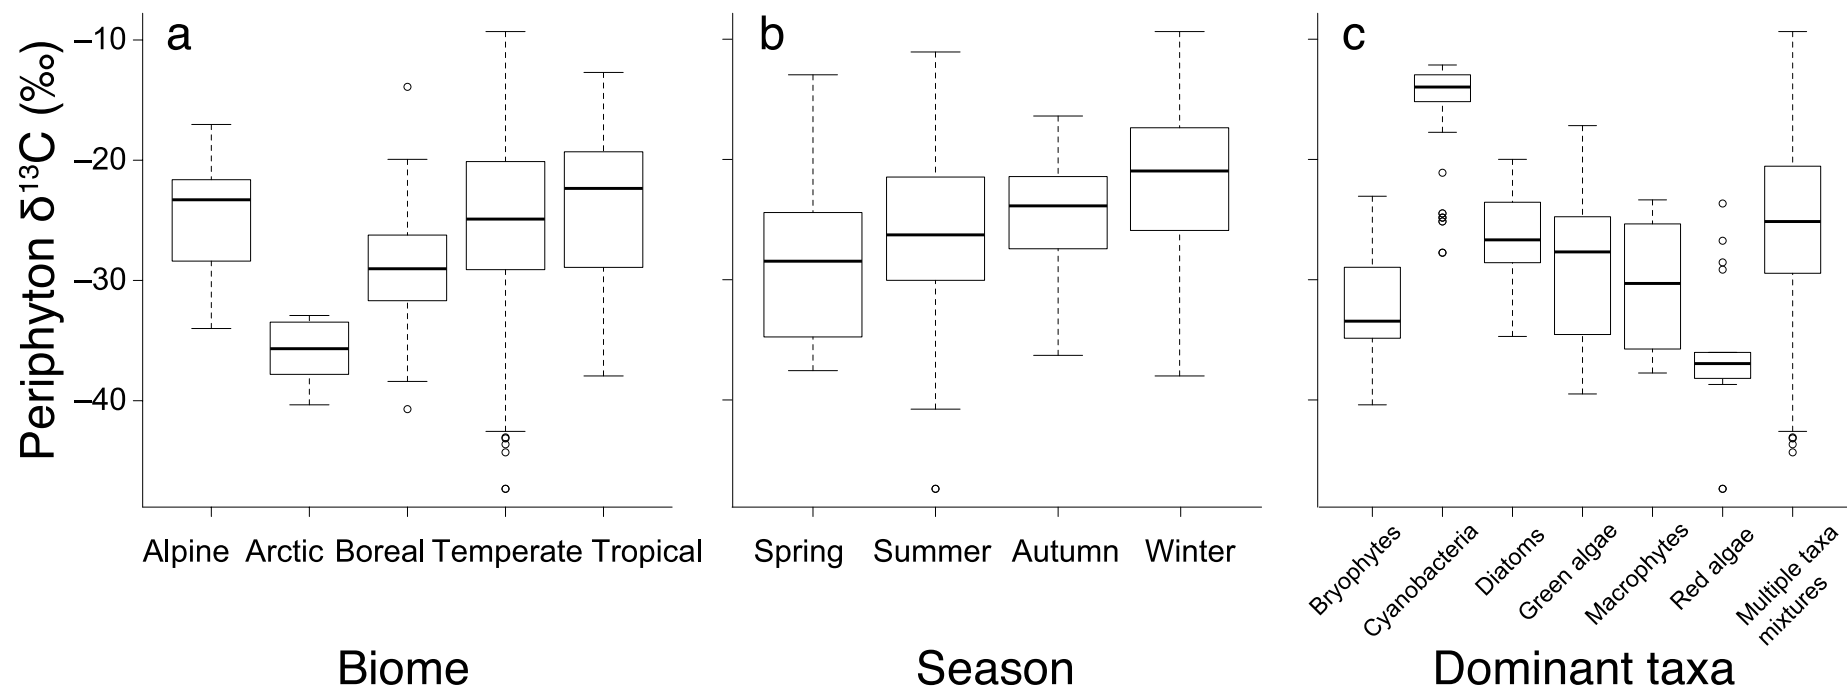 Periphyton δ¹³C (‰)
–10
–20
–30
–40
a
Alpine Arctic Boreal Temperate Tropical
Biome
b
Spring Summer Autumn Winter
Season
c
Bryophytes
Cyanobacteria
Diatoms
Green algae
Macrophytes
Red algae
Multiple taxa
mixtures
Dominant taxa